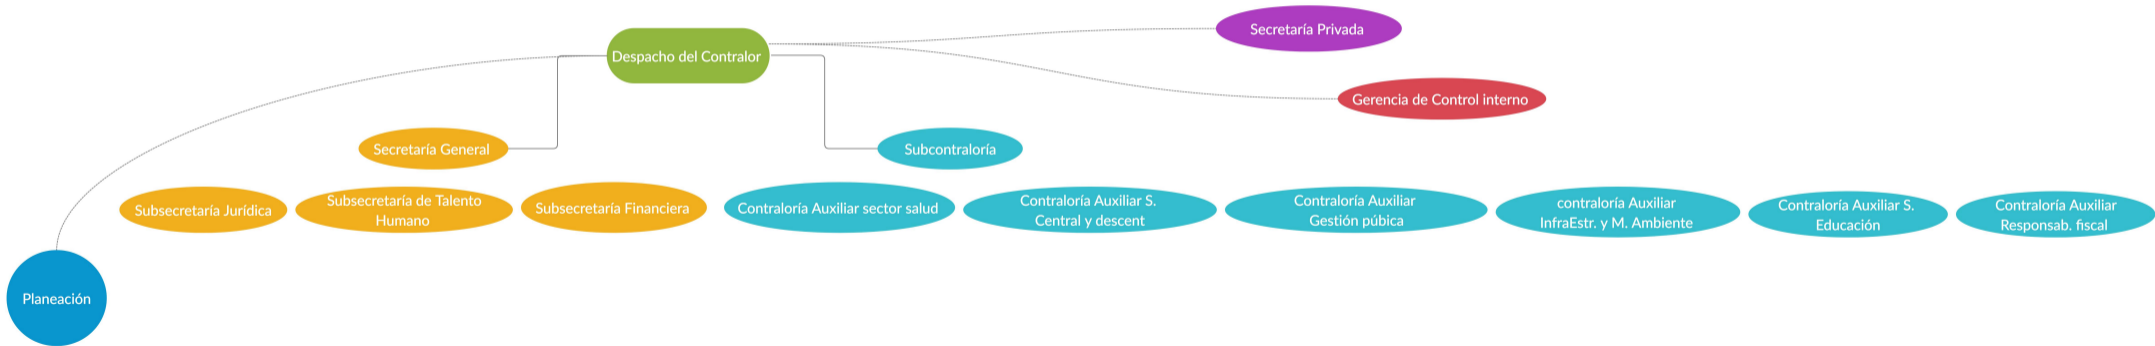 Secretaría Privada
Despacho del Contralor
Gerencia de Control interno
Secretaría General
Subcontraloría
Subsecretaría Jurídica
Subsecretaría de Talento
Humano
Subsecretaría Financiera
Contraloría Auxiliar sector salud
Contraloría Auxiliar S.
Central y descent
Contraloría Auxiliar
Gestión púbica
contraloría Auxiliar
InfraEstr. y M. Ambiente
Contraloría Auxiliar S.
Educación
Contraloría Auxiliar
Responsab. fiscal
Planeación